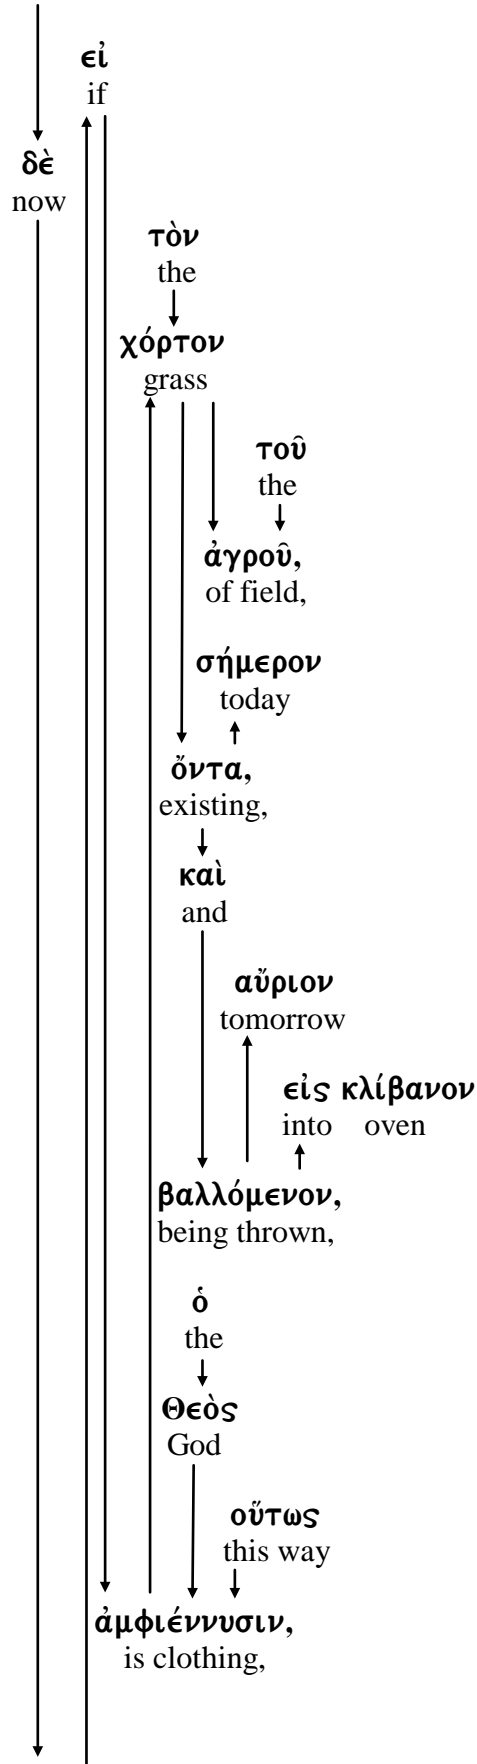 εἰ
if
δὲ
now
τὸν
the
χόρτον
grass
τοῦ
the
ἀγροῦ,
of field,
σήμερον
today
ὄντα,
existing,
καὶ
and
αὔριον
tomorrow
εἰς κλίβανον
into oven
βαλλόμενον,
being thrown,
ὁ
the
Θεὸς
God
οὕτως
this way
ἀμφιέννυσιν,
is clothing,